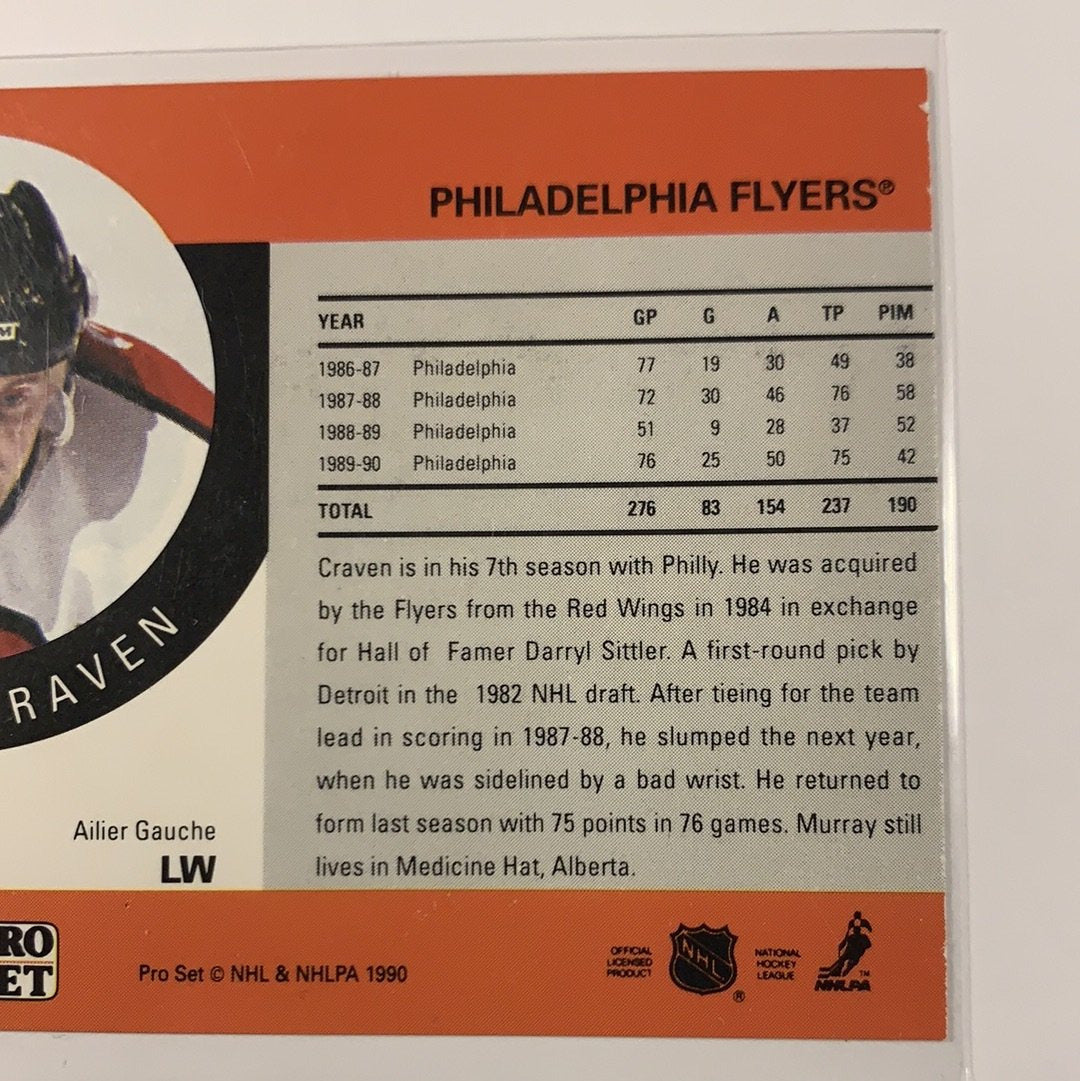 PHILADELPHIA FLYERS®
YEAR GP G A TP PIM
1986-87 Philadelphia 77 19 30 49 38
1987-88 Philadelphia 72 30 46 76 58
1988-89 Philadelphia 51 9 28 37 52
1989-90 Philadelphia 76 25 50 75 42
TOTAL 276 83 154 237 190
Craven is in his 7th season with Philly. He was acquired
by the Flyers from the Red Wings in 1984 in exchange
for Hall of Famer Darryl Sittler. A first-round pick by
Detroit in the 1982 NHL draft. After tieing for the team
lead in scoring in 1987-88, he slumped the next year,
when he was sidelined by a bad wrist. He returned to
form last season with 75 points in 76 games. Murray still
lives in Medicine Hat, Alberta.
RAVEN
Ailier Gauche
LW
RO
ET
Pro Set © NHL & NHLPA 1990
OFFICIAL
LICENSED
PRODUCT
NHL
®
NATIONAL
HOCKEY
LEAGUE
TM
NHLPA